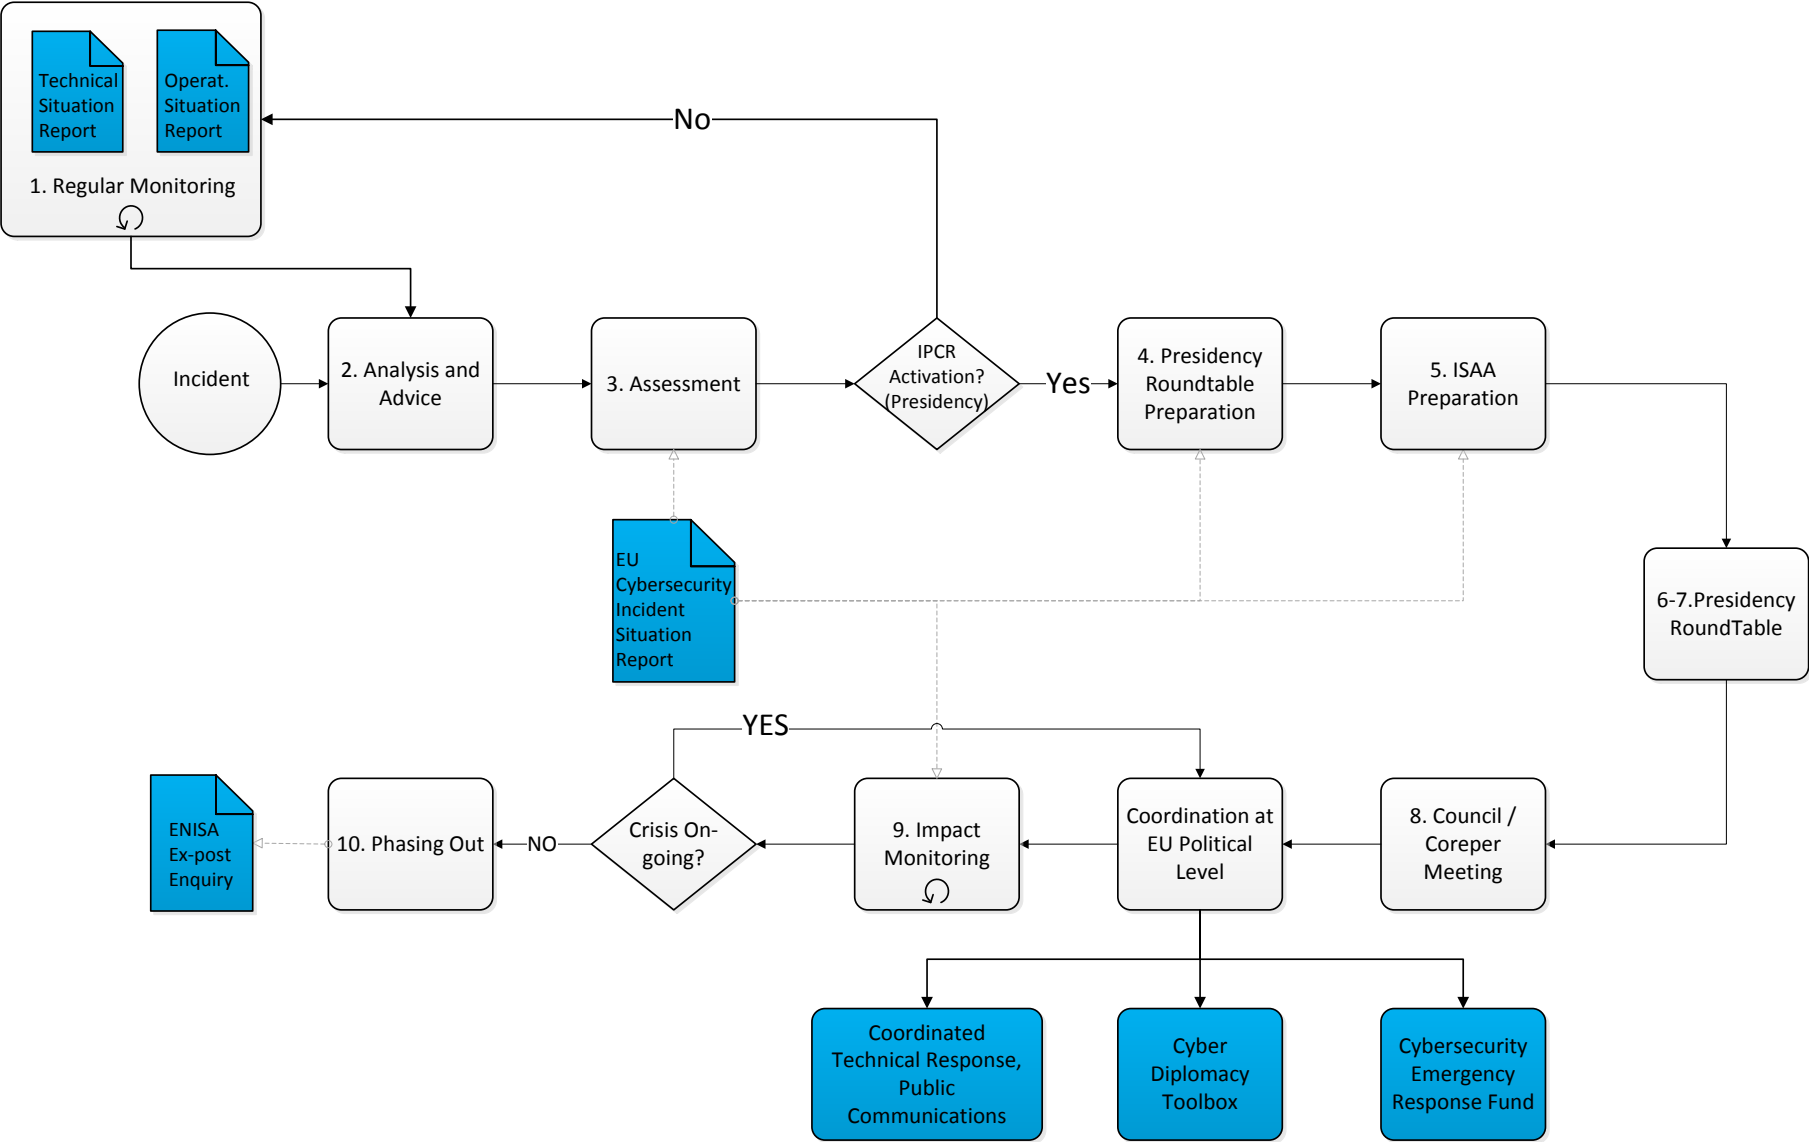 Technical
Situation
Report
Operat.
Situation
Report
1. Regular Monitoring
No
Incident
2. Analysis and
Advice
3. Assessment
IPCR
Activation?
(Presidency)
Yes
4. Presidency
Roundtable
Preparation
5. ISAA
Preparation
EU
Cybersecurity
Incident
Situation
Report
6-7.Presidency
RoundTable
YES
ENISA
Ex-post
Enquiry
10. Phasing Out
NO
Crisis On-
going?
9. Impact
Monitoring
Coordination at
EU Political
Level
8. Council /
Coreper
Meeting
Coordinated
Technical Response,
Public
Communications
Cyber
Diplomacy
Toolbox
Cybersecurity
Emergency
Response Fund